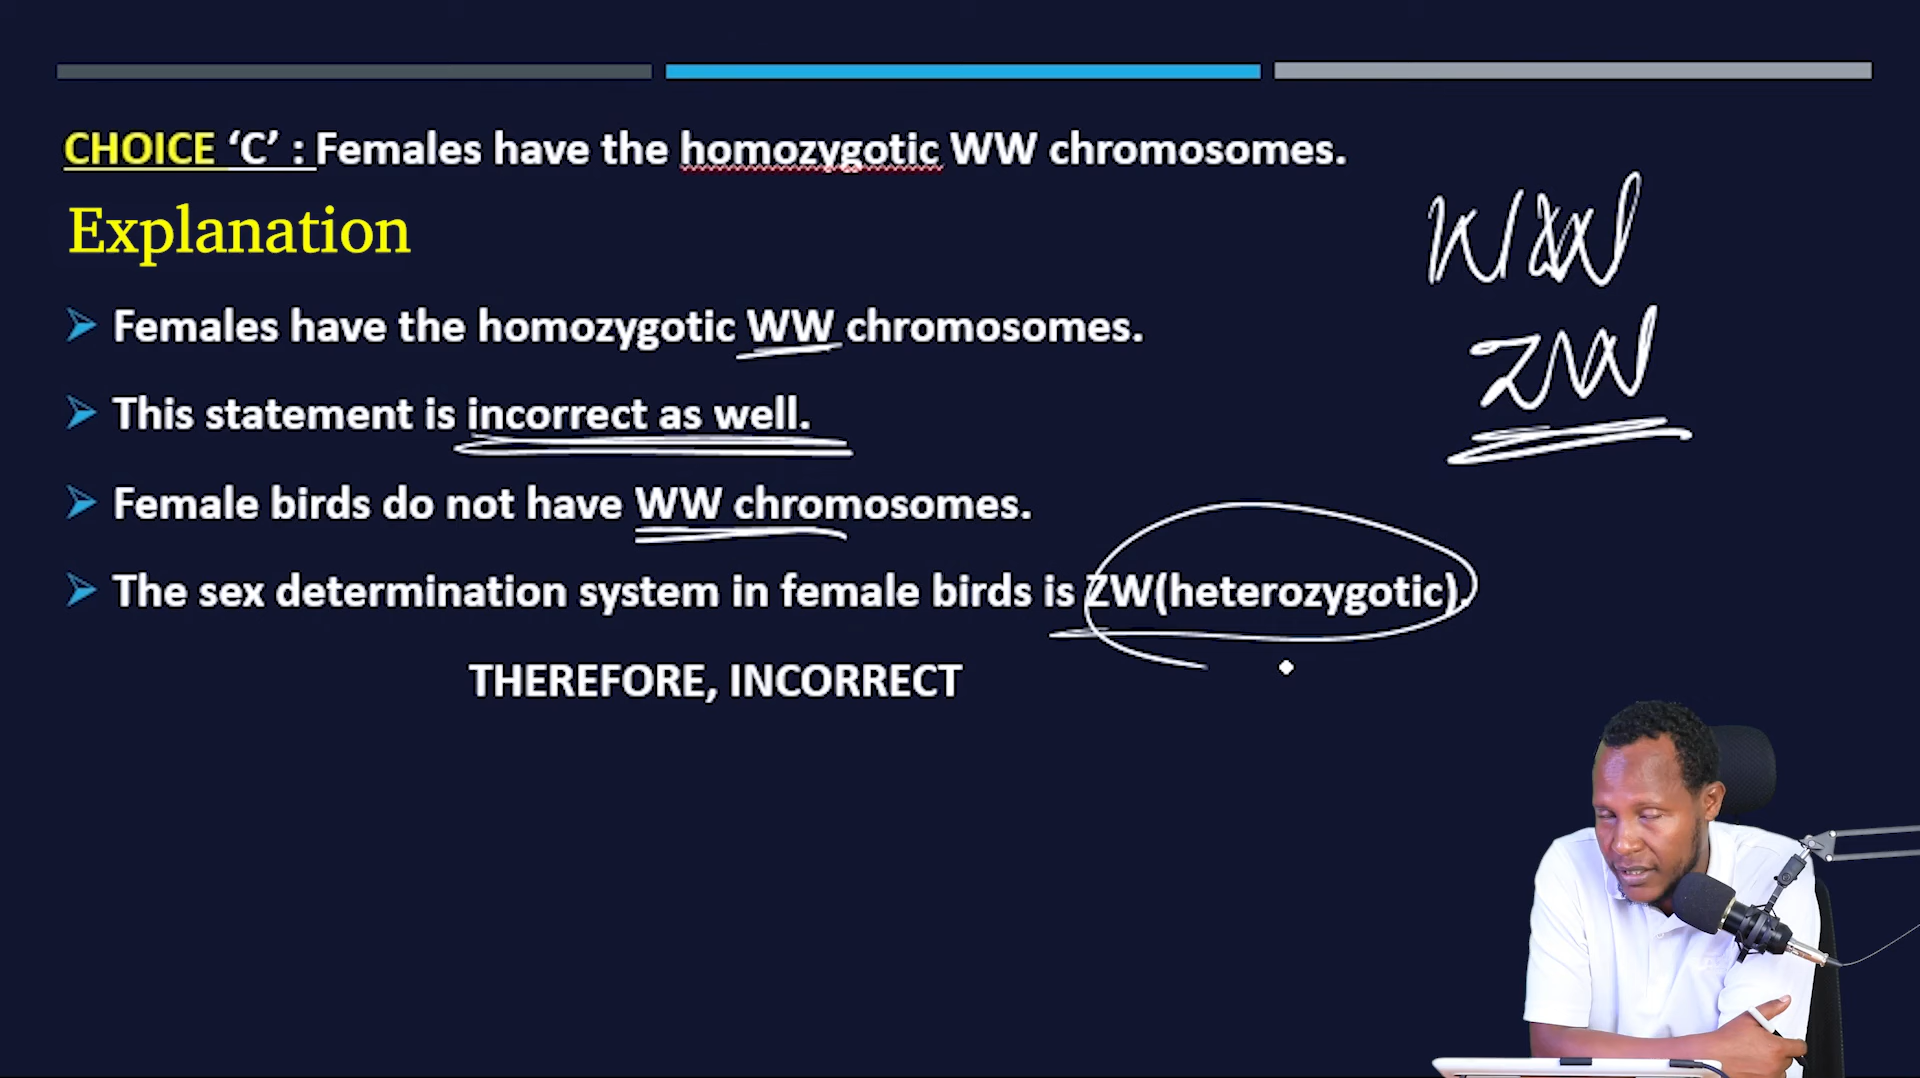 CHOICE ‘C’ : Females have the homozygotic WW chromosomes.
Explanation
WW
➢ Females have the homozygotic WW chromosomes.
ZW
➢ This statement is incorrect as well.
➢ Female birds do not have WW chromosomes.
➢ The sex determination system in female birds is ZW(heterozygotic).
THEREFORE, INCORRECT